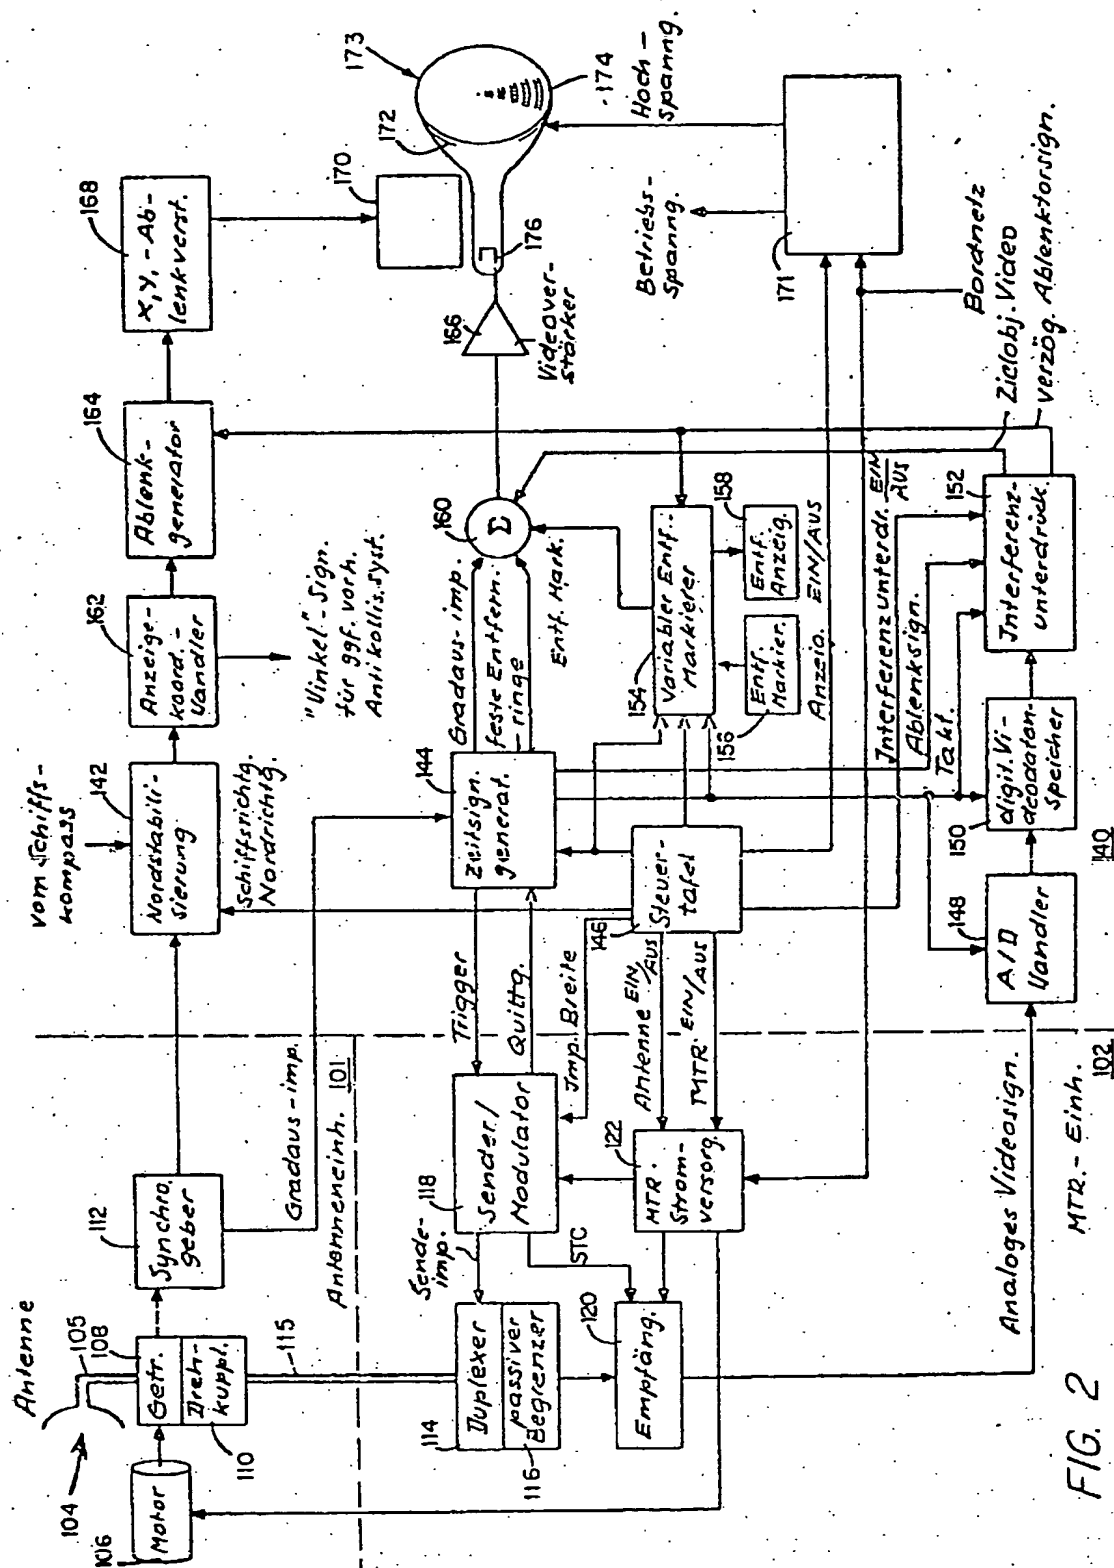 Antenne
104
105
108
Getr.
Dreh-
kuppl.
110
106
Motor
115
112
Synchro.
geber
Gradaus-imp.
Antenneneinh. 101
vom Schiffs-
kompass
142
Nordstabili-
sierung
Schiffsrichtg.
Nordrichtg.
162
Anzeige-
koord.-
Wandler
"Winkel"-Sign.
für ggf. vorh.
Antikollis.syst.
164
Ablenk-
generator
168
X,Y,-Ab-
lenkverst.
170
172
173
174
176
166
Videover-
stärker
Hoch-
spanng.
Betriebs-
spanng.
171
Bordnetz
114
Duplexer
passiver
Begrenzer
116
Sende-
imp.
118
Sender/
Modulator
STC
Trigger
Quittg.
Imp. Breite
144
Zeitsign.
generat.
Gradaus-imp.
feste Entfern.
-ringe
Entf. Mark.
160
Σ
120
Empfäng.
122
MTR.
Strom-
versorg.
Antenne EIN/AUS
MTR. EIN/AUS
146
Steuer-
tafel
154
Variabler Entf.-
Markierer
156
Entf.
Markier.
158
Entf.
Anzeig.
Anzeig. EIN/AUS
Interferenzunterdr. EIN/AUS
Ablenksign.
Takt.
Analoges Videosign.
148
A/D
Wandler
150
digit. Vi-
deodaten-
speicher
152
Interferenz-
unterdrück.
Zielobj. Video
verzög. Ablenktorsign.
MTR.-Einh. 102
140
FIG. 2